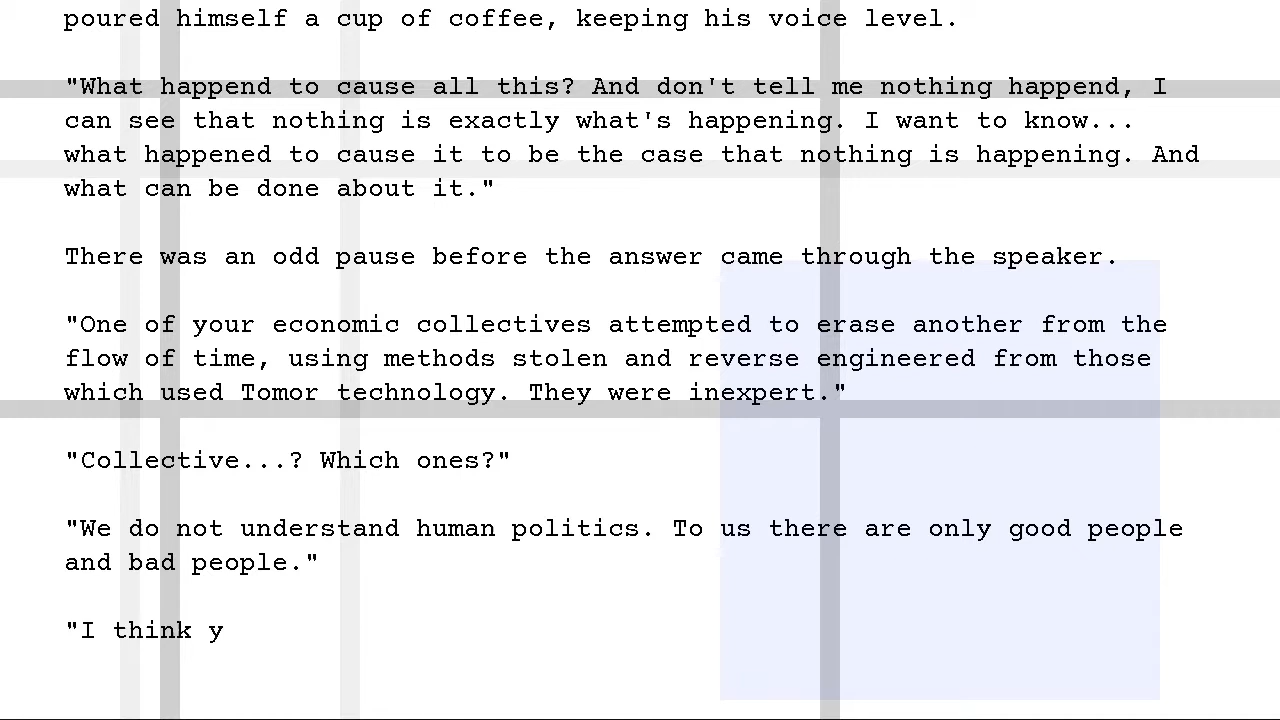 poured himself a cup of coffee, keeping his voice level.
"What happend to cause all this? And don't tell me nothing happend, I
can see that nothing is exactly what's happening. I want to know...
what happened to cause it to be the case that nothing is happening. And
what can be done about it."
There was an odd pause before the answer came through the speaker.
"One of your economic collectives attempted to erase another from the
flow of time, using methods stolen and reverse engineered from those
which used Tomor technology. They were inexpert."
"Collective...? Which ones?"
"We do not understand human politics. To us there are only good people
and bad people."
"I think y